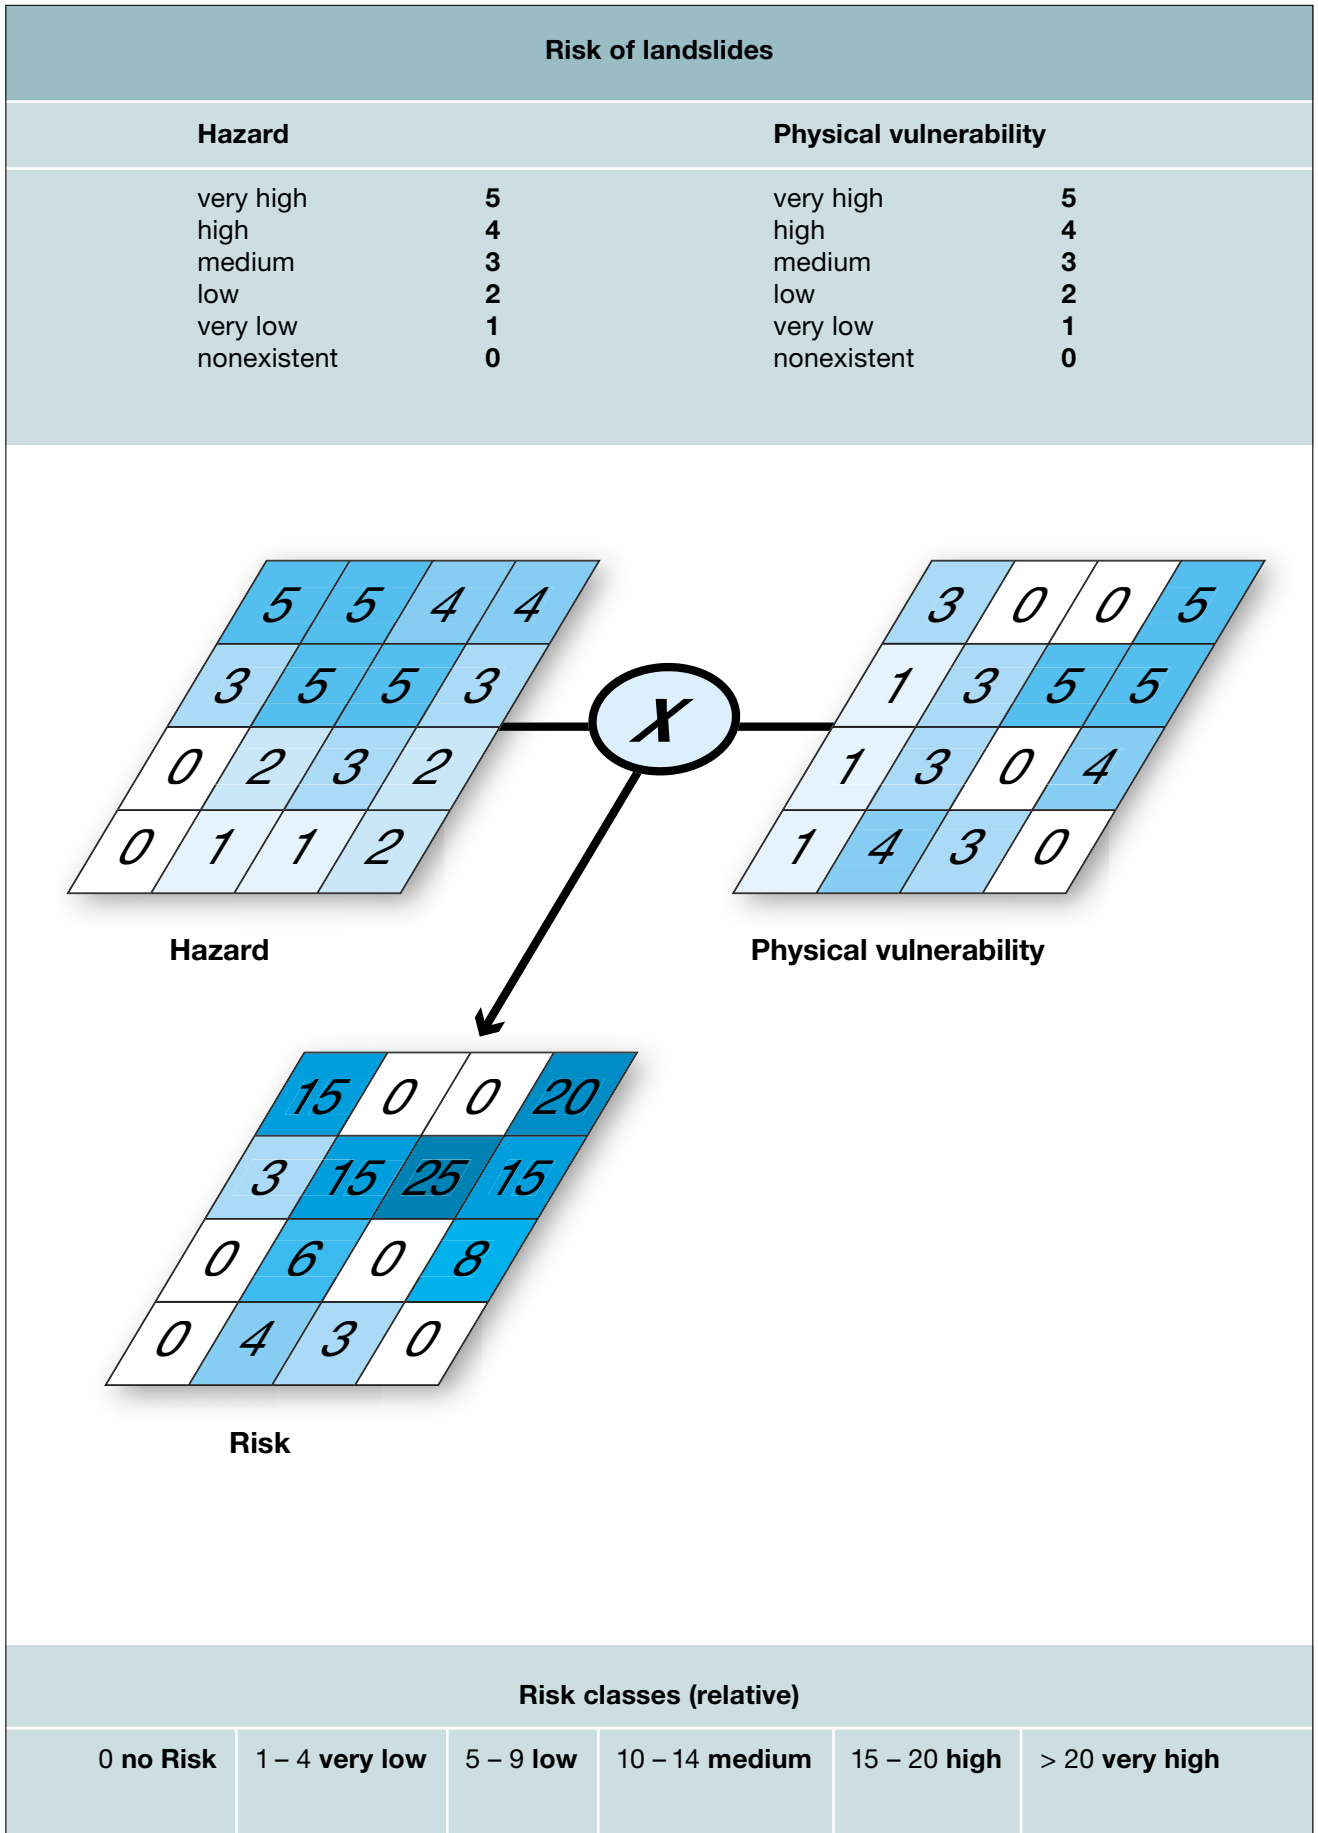 Risk of landslides
Hazard Physical vulnerability
very high 5 very high 5
high 4 high 4
medium 3 medium 3
low 2 low 2
very low 1 very low 1
nonexistent 0 nonexistent 0
5 5 4 4 3 0 0 5
3 5 5 3 1 3 5 5
X
0 2 3 2 1 3 0 4
0 1 1 2 1 4 3 0
Hazard Physical vulnerability
15 0 0 20
3 15 25 15
0 6 0 8
0 4 3 0
Risk
Risk classes (relative)
0 no Risk 1 – 4 very low 5 – 9 low 10 – 14 medium 15 – 20 high > 20 very high